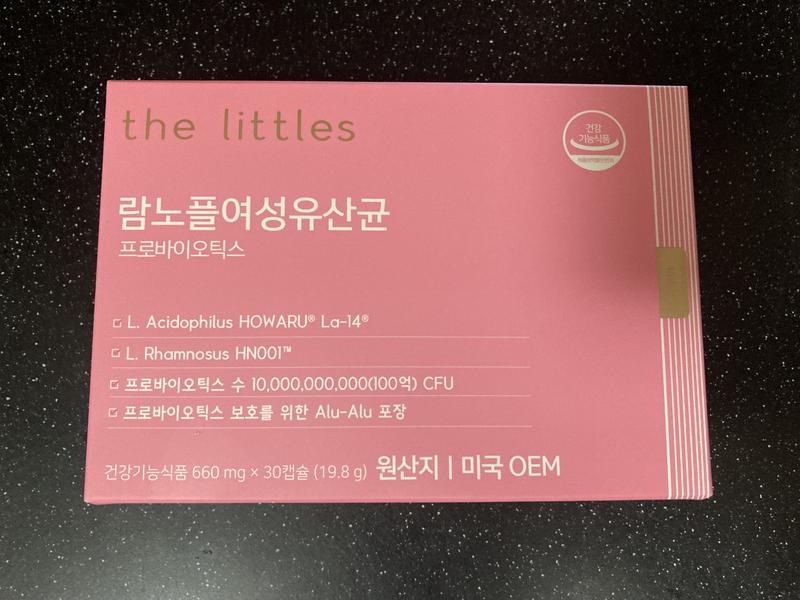 the littles
건강
기능식품
람노플여성유산균
프로바이오틱스
L. Acidophilus HOWARU® La-14®
L. Rhamnosus HN001™
프로바이오틱스 수 10,000,000,000(100억) CFU
프로바이오틱스 보호를 위한 Alu-Alu 포장
건강기능식품 660 mg × 30캡슐 (19.8 g) 원산지 | 미국 OEM